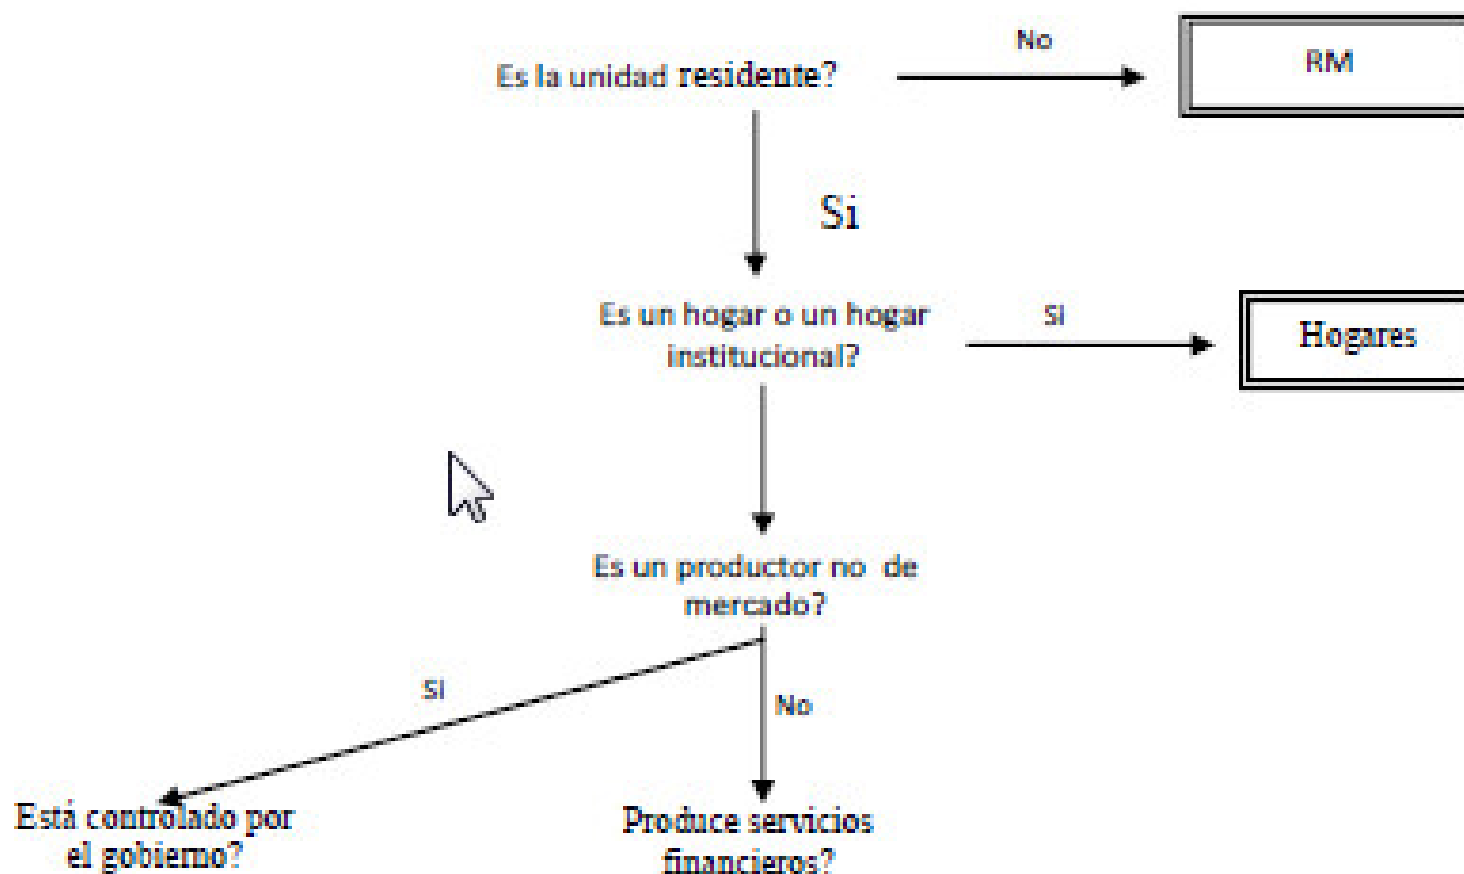 No
Es la unidad residente?
RM
Si
Es un hogar o un hogar
institucional?
Si
Hogares
Es un productor no de
mercado?
Si
No
Está controlado por
el gobierno?
Produce servicios
financieros?